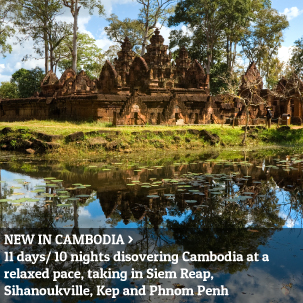 NEW IN CAMBODIA >
11 days/ 10 nights disovering Cambodia at a
relaxed pace, taking in Siem Reap,
Sihanoukville, Kep and Phnom Penh